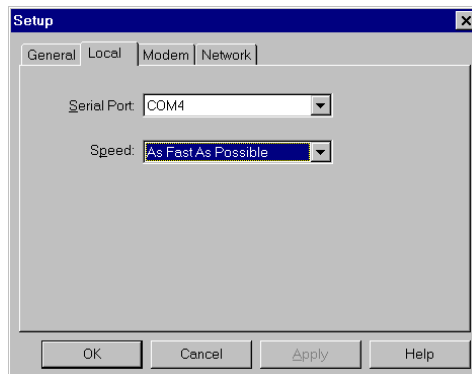 Setup
General Local Modem Network
Serial Port: COM4
Speed: As Fast As Possible
OK Cancel Apply Help